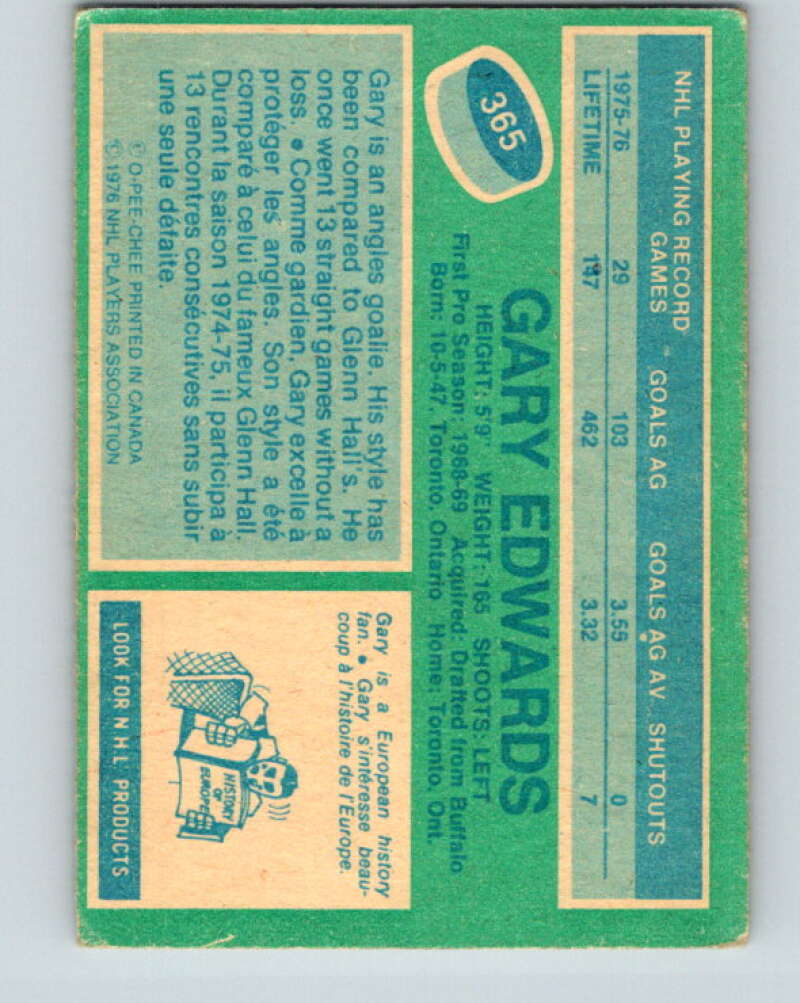 NHL PLAYING RECORD
GAMES GOALS AG GOALS AG AV SHUTOUTS
1975-76 29 103 3.55 0
LIFETIME 147 462 3.32 7
365
GARY EDWARDS
HEIGHT: 5'9" WEIGHT: 165 SHOOTS: LEFT
First Pro Season: 1968-69 Acquired: Drafted from Buffalo
Born: 10-5-47, Toronto, Ontario Home: Toronto, Ont.
Gary is an angles goalie. His style has
been compared to Glenn Hall's. He
once went 13 straight games without a
loss. • Comme gardien, Gary excelle à
protéger les angles. Son style a été
comparé à celui du fameux Glenn Hall.
Durant la saison 1974-75, il participa à
13 rencontres consécutives sans subir
une seule défaite.
© O-PEE-CHEE PRINTED IN CANADA
© 1976 NHL PLAYERS ASSOCIATION
Gary is a European history
fan. • Gary s'intéresse beau-
coup à l'histoire de l'Europe.
HISTORY
OF
EUROPE
LOOK FOR N.H.L. PRODUCTS